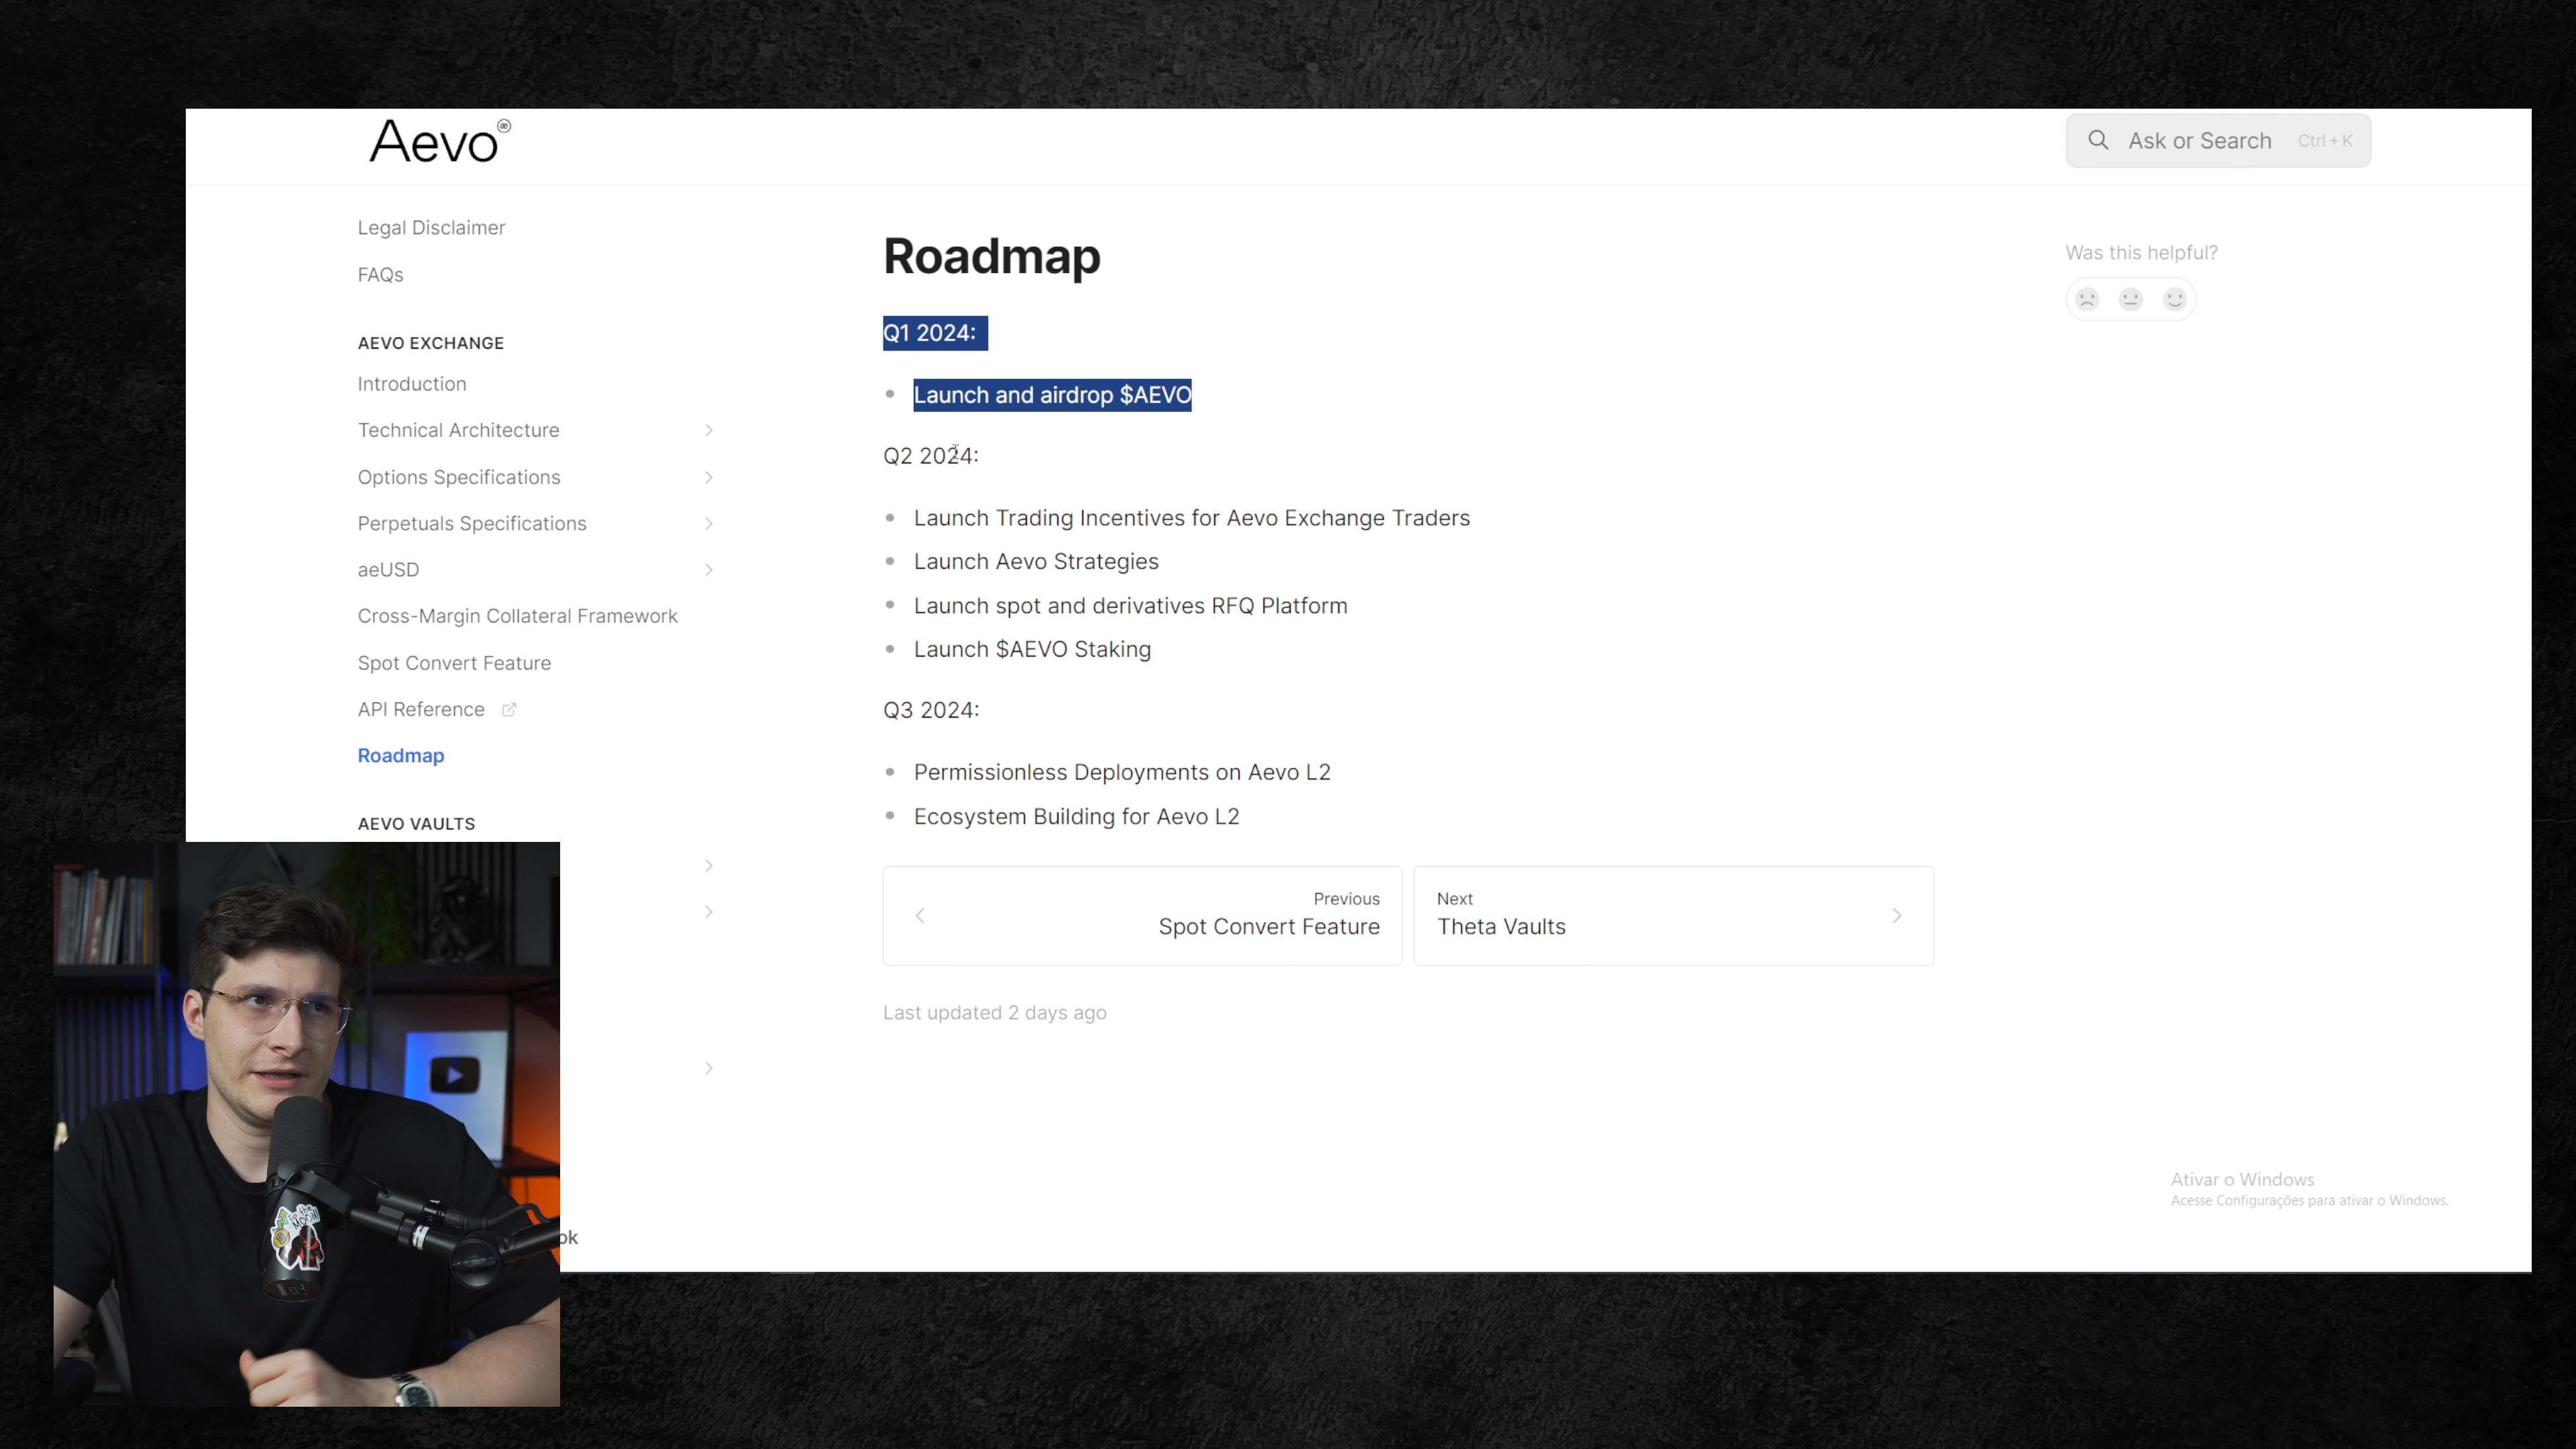 Aevo
Ask or Search Ctrl + K
Legal Disclaimer
FAQs
AEVO EXCHANGE
Introduction
Technical Architecture
Options Specifications
Perpetuals Specifications
aeUSD
Cross-Margin Collateral Framework
Spot Convert Feature
API Reference
Roadmap
AEVO VAULTS
ok
Roadmap
Q1 2024:
Launch and airdrop $AEVO
Q2 2024:
Launch Trading Incentives for Aevo Exchange Traders
Launch Aevo Strategies
Launch spot and derivatives RFQ Platform
Launch $AEVO Staking
Q3 2024:
Permissionless Deployments on Aevo L2
Ecosystem Building for Aevo L2
Previous
Spot Convert Feature
Next
Theta Vaults
Last updated 2 days ago
Was this helpful?
Ativar o Windows
Acesse Configurações para ativar o Windows.
MOON!